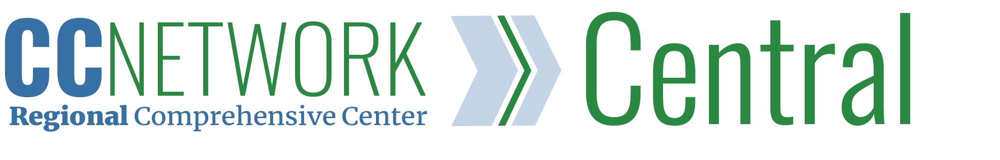 CCNETWORK
Regional Comprehensive Center
Central